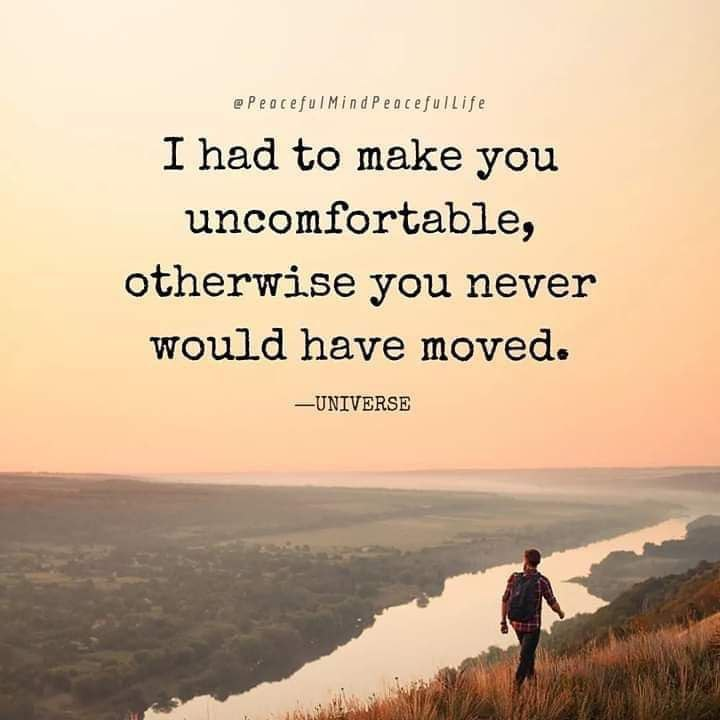 @PeacefulMindPeacefulLife
I had to make you
uncomfortable,
otherwise you never
would have moved.
—UNIVERSE